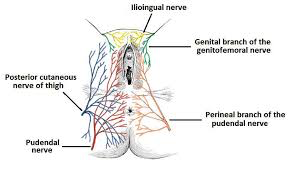 Ilioinguinal nerve
Genital branch of the
genitofemoral nerve
Posterior cutaneous
nerve of thigh
Perineal branch of the
pudendal nerve
Pudendal
nerve